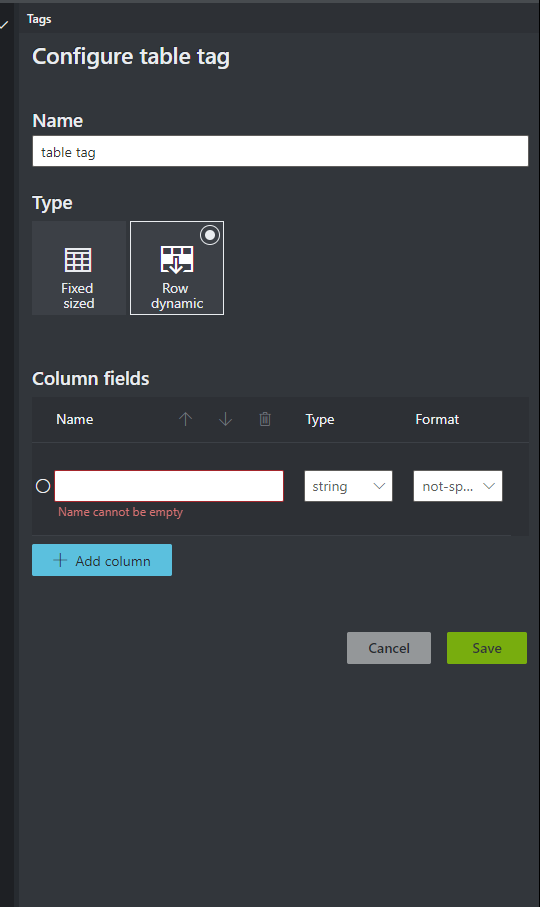 Tags
Configure table tag
Name
table tag
Type
Fixed
sized
Row
dynamic
Column fields
Name Type Format
string not-sp...
Name cannot be empty
Add column
Cancel Save